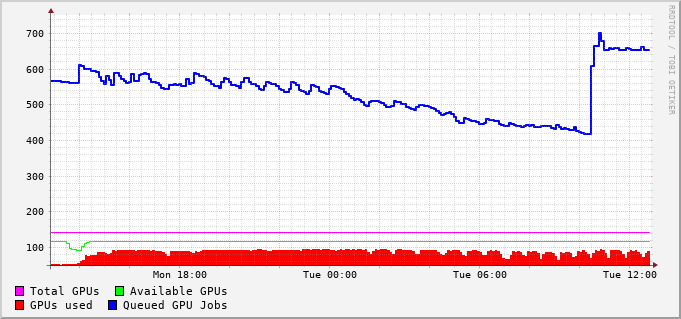 RRDTOOL / TOBI OETIKER
700
600
500
400
300
200
100
Mon 18:00 Tue 00:00 Tue 06:00 Tue 12:00
Total GPUs Available GPUs
GPUs used Queued GPU Jobs